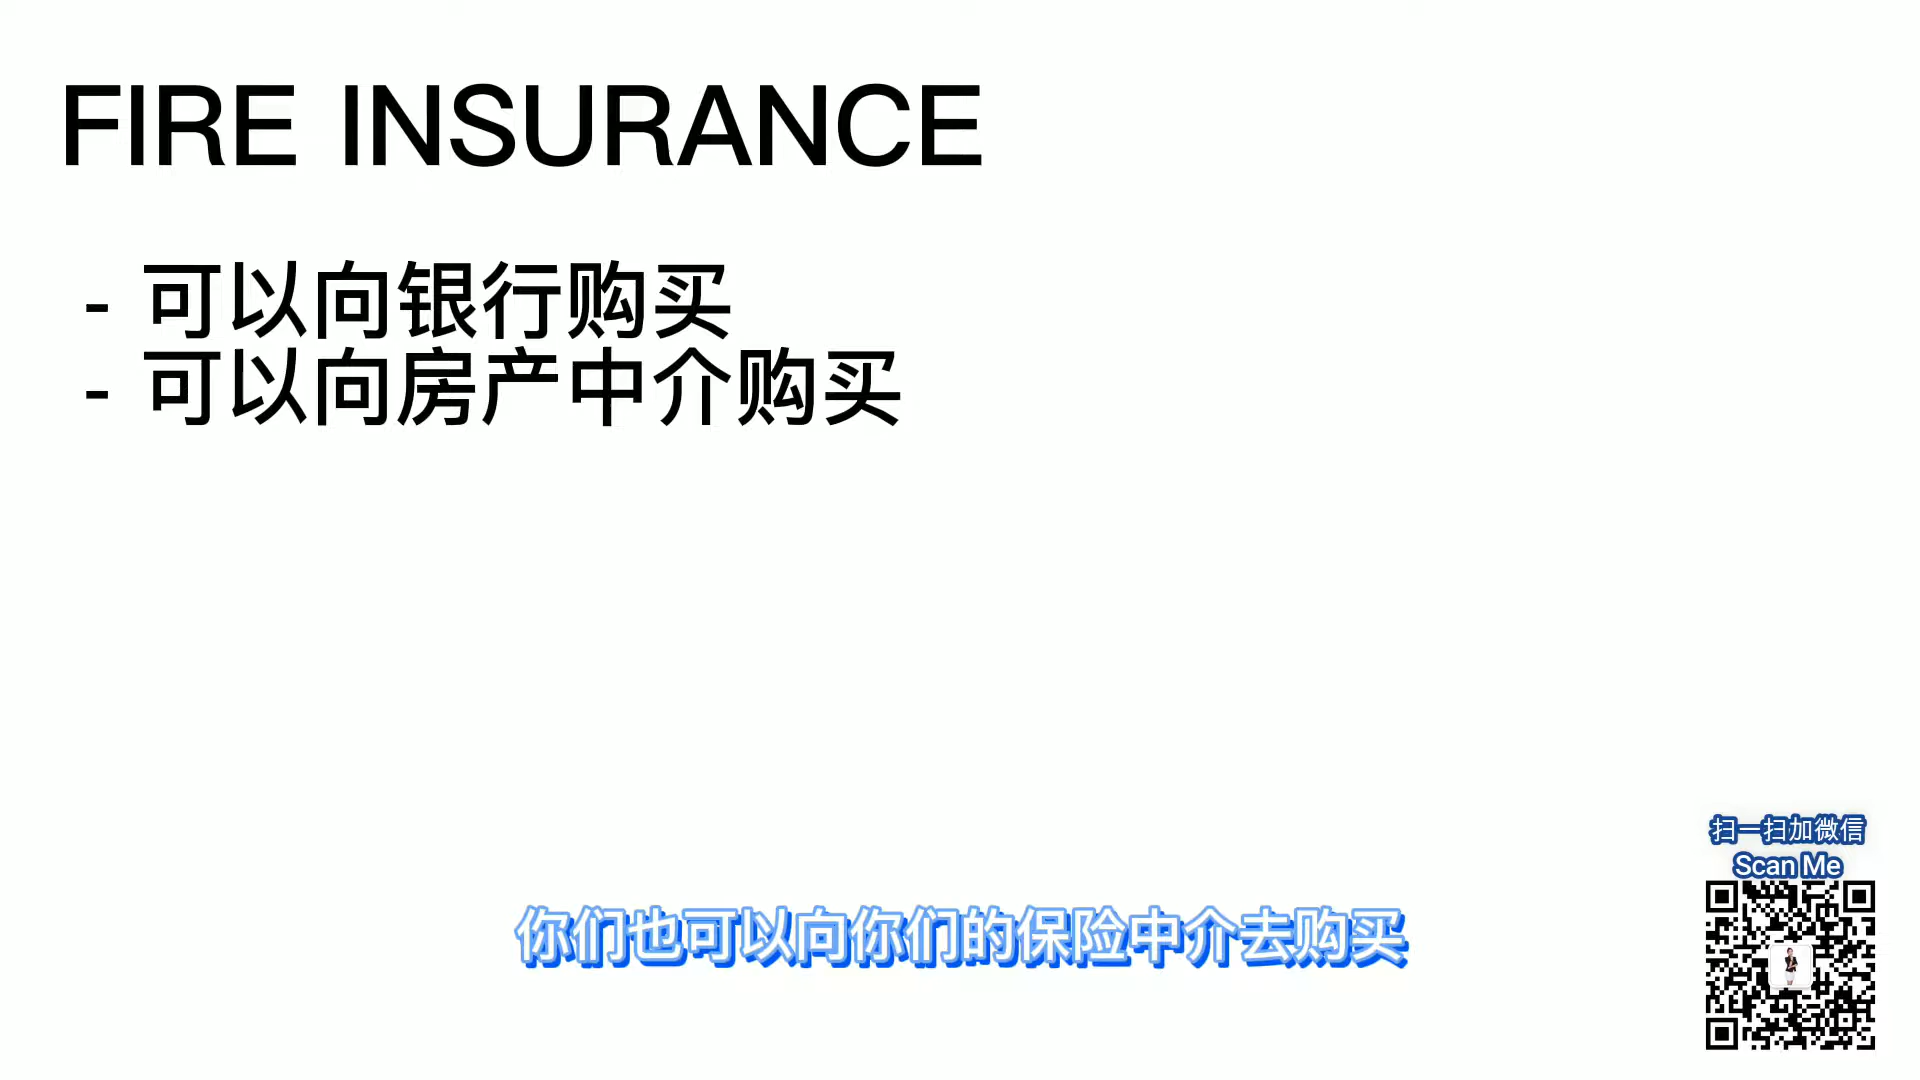 FIRE INSURANCE
- 可以向银行购买
- 可以向房产中介购买
扫一扫加微信
Scan Me
你们也可以向你们的保险中介去购买